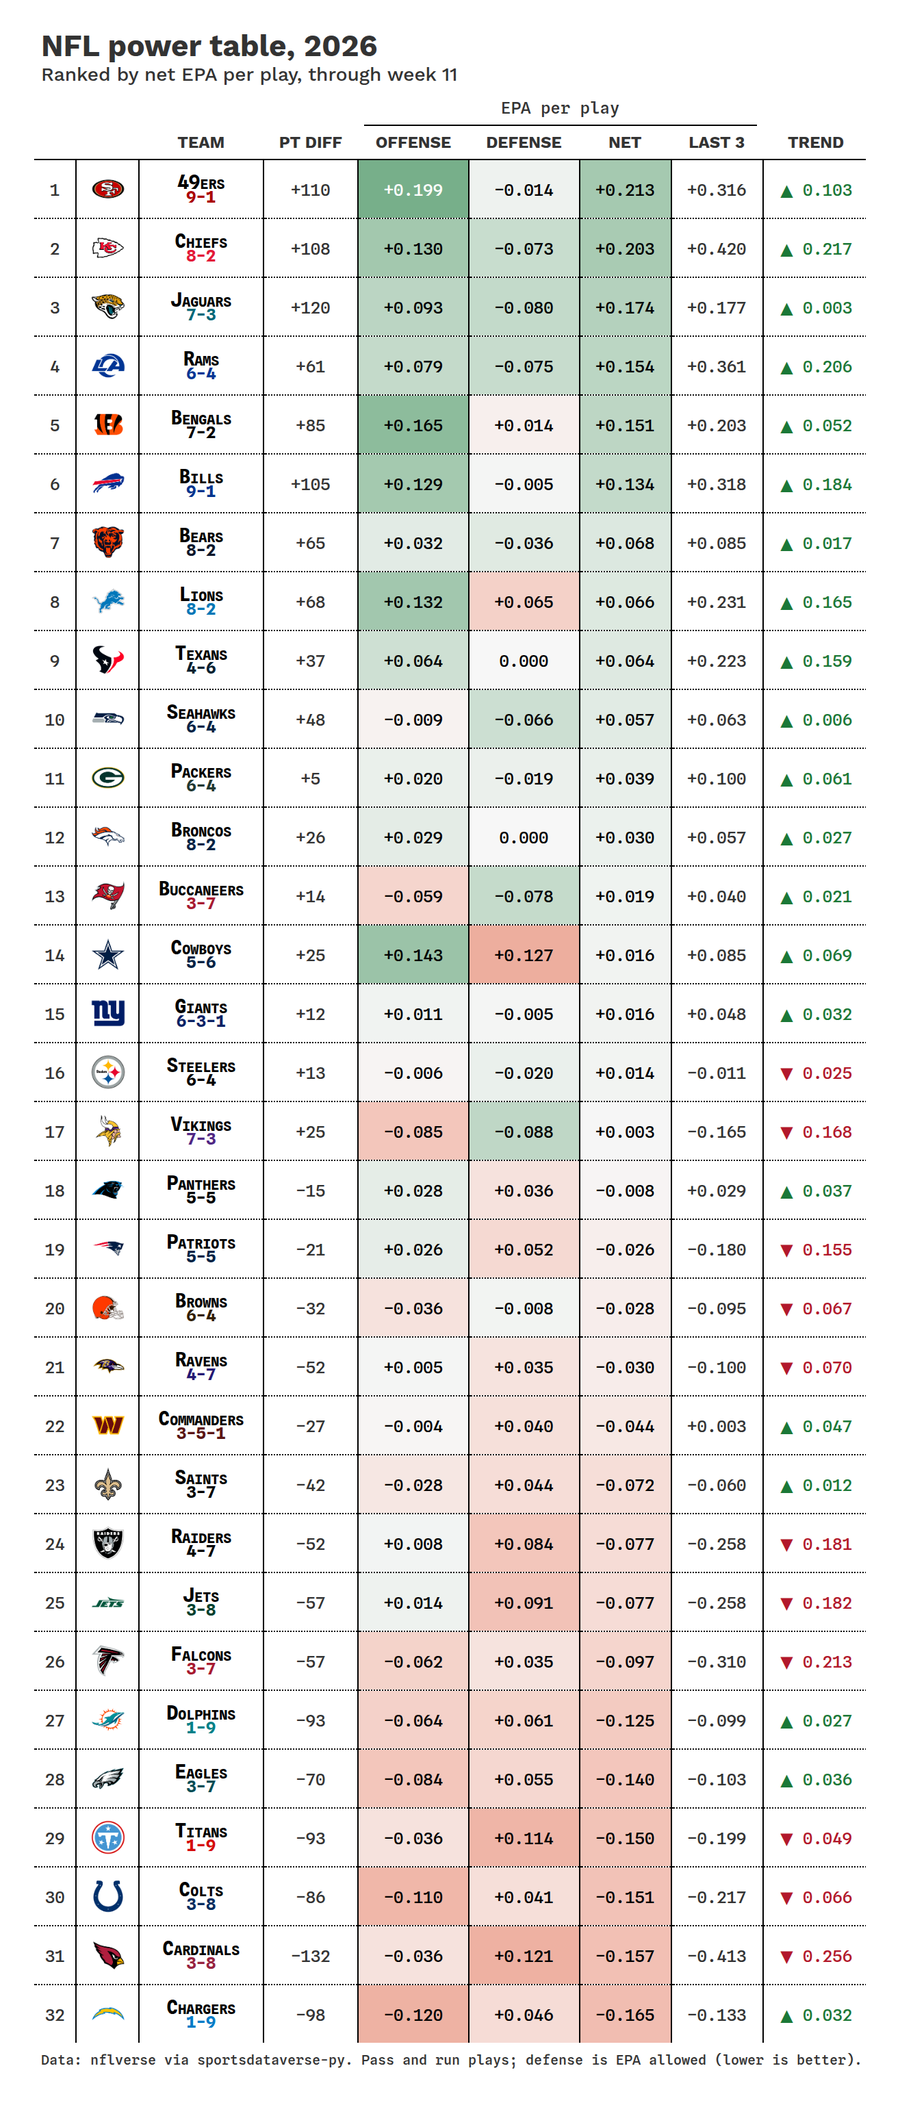 NFL power table, 2026
Ranked by net EPA per play, through week 11
EPA per play
TEAM PT DIFF OFFENSE DEFENSE NET LAST 3 TREND
1 49ERS 9–1 +110 +0.199 −0.014 +0.213 +0.316 ▲ 0.103
2 CHIEFS 8–2 +108 +0.130 −0.073 +0.203 +0.420 ▲ 0.217
3 JAGUARS 7–3 +120 +0.093 −0.080 +0.174 +0.177 ▲ 0.003
4 RAMS 6–4 +61 +0.079 −0.075 +0.154 +0.361 ▲ 0.206
5 BENGALS 7–2 +85 +0.165 +0.014 +0.151 +0.203 ▲ 0.052
6 BILLS 9–1 +105 +0.129 −0.005 +0.134 +0.318 ▲ 0.184
7 BEARS 8–2 +65 +0.032 −0.036 +0.068 +0.085 ▲ 0.017
8 LIONS 8–2 +68 +0.132 +0.065 +0.066 +0.231 ▲ 0.165
9 TEXANS 4–6 +37 +0.064 0.000 +0.064 +0.223 ▲ 0.159
10 SEAHAWKS 6–4 +48 −0.009 −0.066 +0.057 +0.063 ▲ 0.006
11 PACKERS 6–4 +5 +0.020 −0.019 +0.039 +0.100 ▲ 0.061
12 BRONCOS 8–2 +26 +0.029 0.000 +0.030 +0.057 ▲ 0.027
13 BUCCANEERS 3–7 +14 −0.059 −0.078 +0.019 +0.040 ▲ 0.021
14 COWBOYS 5–6 +25 +0.143 +0.127 +0.016 +0.085 ▲ 0.069
15 ny GIANTS 6–3–1 +12 +0.011 −0.005 +0.016 +0.048 ▲ 0.032
16 STEELERS 6–4 +13 −0.006 −0.020 +0.014 −0.011 ▼ 0.025
17 VIKINGS 7–3 +25 −0.085 −0.088 +0.003 −0.165 ▼ 0.168
18 PANTHERS 5–5 −15 +0.028 +0.036 −0.008 +0.029 ▲ 0.037
19 PATRIOTS 5–5 −21 +0.026 +0.052 −0.026 −0.180 ▼ 0.155
20 BROWNS 6–4 −32 −0.036 −0.008 −0.028 −0.095 ▼ 0.067
21 RAVENS 4–7 −52 +0.005 +0.035 −0.030 −0.100 ▼ 0.070
22 COMMANDERS 3–5–1 −27 −0.004 +0.040 −0.044 +0.003 ▲ 0.047
23 SAINTS 3–7 −42 −0.028 +0.044 −0.072 −0.060 ▲ 0.012
24 RAIDERS 4–7 −52 +0.008 +0.084 −0.077 −0.258 ▼ 0.181
25 JETS JETS 3–8 −57 +0.014 +0.091 −0.077 −0.258 ▼ 0.182
26 FALCONS 3–7 −57 −0.062 +0.035 −0.097 −0.310 ▼ 0.213
27 DOLPHINS 1–9 −93 −0.064 +0.061 −0.125 −0.099 ▲ 0.027
28 EAGLES 3–7 −70 −0.084 +0.055 −0.140 −0.103 ▲ 0.036
29 TITANS 1–9 −93 −0.036 +0.114 −0.150 −0.199 ▼ 0.049
30 COLTS 3–8 −86 −0.110 +0.041 −0.151 −0.217 ▼ 0.066
31 CARDINALS 3–8 −132 −0.036 +0.121 −0.157 −0.413 ▼ 0.256
32 CHARGERS 1–9 −98 −0.120 +0.046 −0.165 −0.133 ▲ 0.032
Data: nflverse via sportsdataverse-py. Pass and run plays; defense is EPA allowed (lower is better).